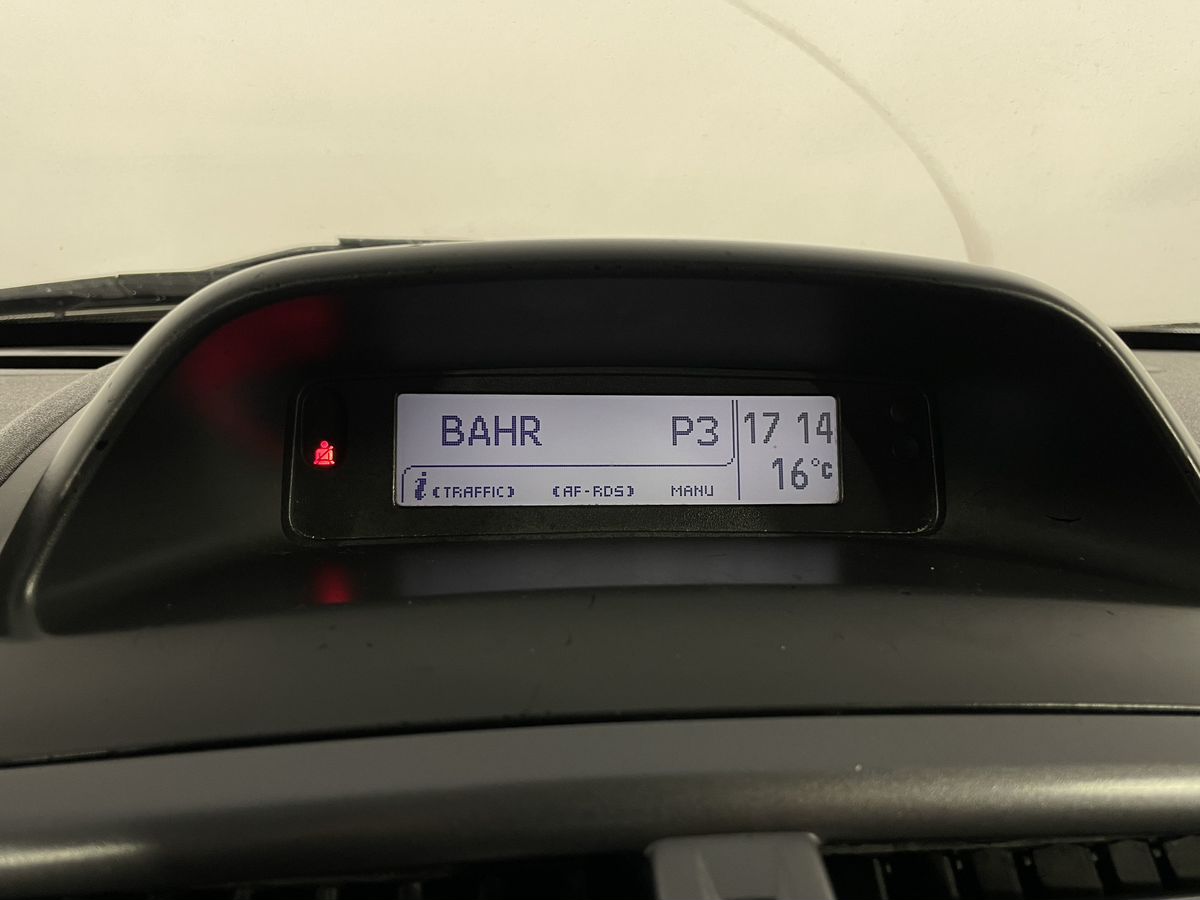 BAHR P3
i (TRAFFIC) (AF-RDS) MANU
17 14
16°C